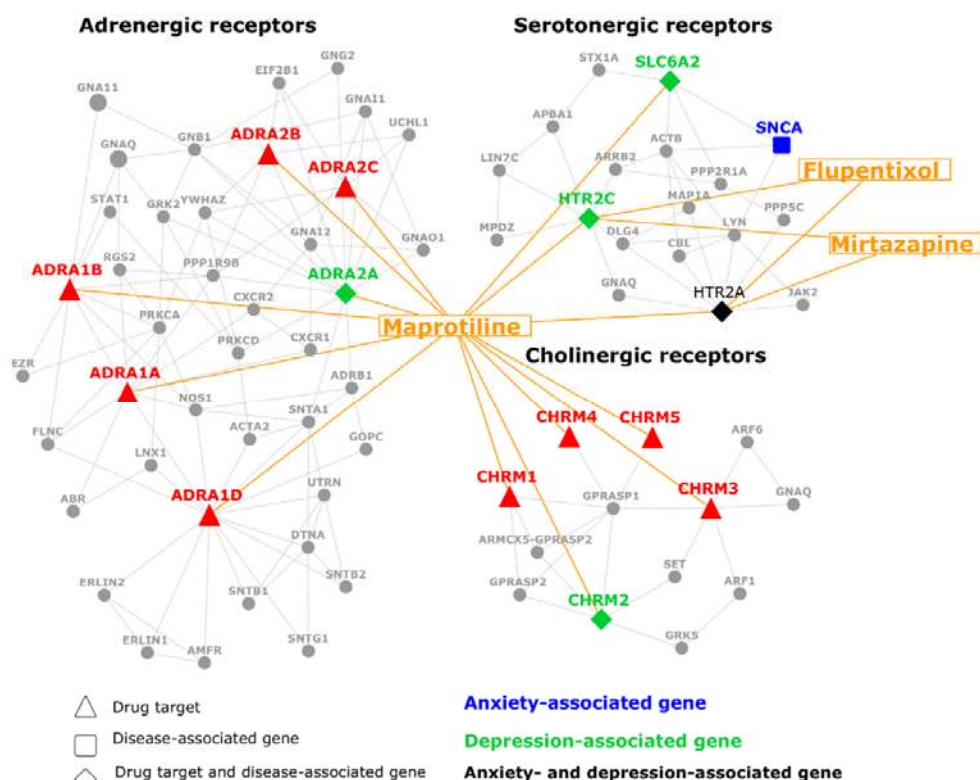 Adrenergic receptors
Serotonergic receptors
GNG2
EIF2B1
GNA11
GNAI1
UCHL1
GNB1
GNAQ
ADRA2B
ADRA2C
STAT1
GRK2
YWHAZ
GNAI2
GNAO1
RGS2
PPP1R9B
ADRA2A
ADRA1B
CXCR2
PRKCA
PRKCD
CXCR1
EZR
ADRA1A
ADRB1
NOS1
SNTA1
FLNC
ACTA2
GOPC
LNX1
ABR
ADRA1D
UTRN
DTNA
ERLIN2
SNTB1
SNTB2
ERLIN1
AMFR
SNTG1
STX1A
SLC6A2
APBA1
SNCA
ACTB
LIN7C
ARRB2
PPP2R1A
Flupentixol
HTR2C
MAP1A
PPP5C
MPDZ
DLG4
LYN
CBL
Mirtazapine
GNAQ
HTR2A
JAK2
Maprotiline
Cholinergic receptors
CHRM4
CHRM5
ARF6
CHRM1
CHRM3
GPRASP1
GNAQ
ARMCX5-GPRASP2
GPRASP2
SET
ARF1
CHRM2
GRK5
Drug target
Disease-associated gene
Drug target and disease-associated gene
Anxiety-associated gene
Depression-associated gene
Anxiety- and depression-associated gene